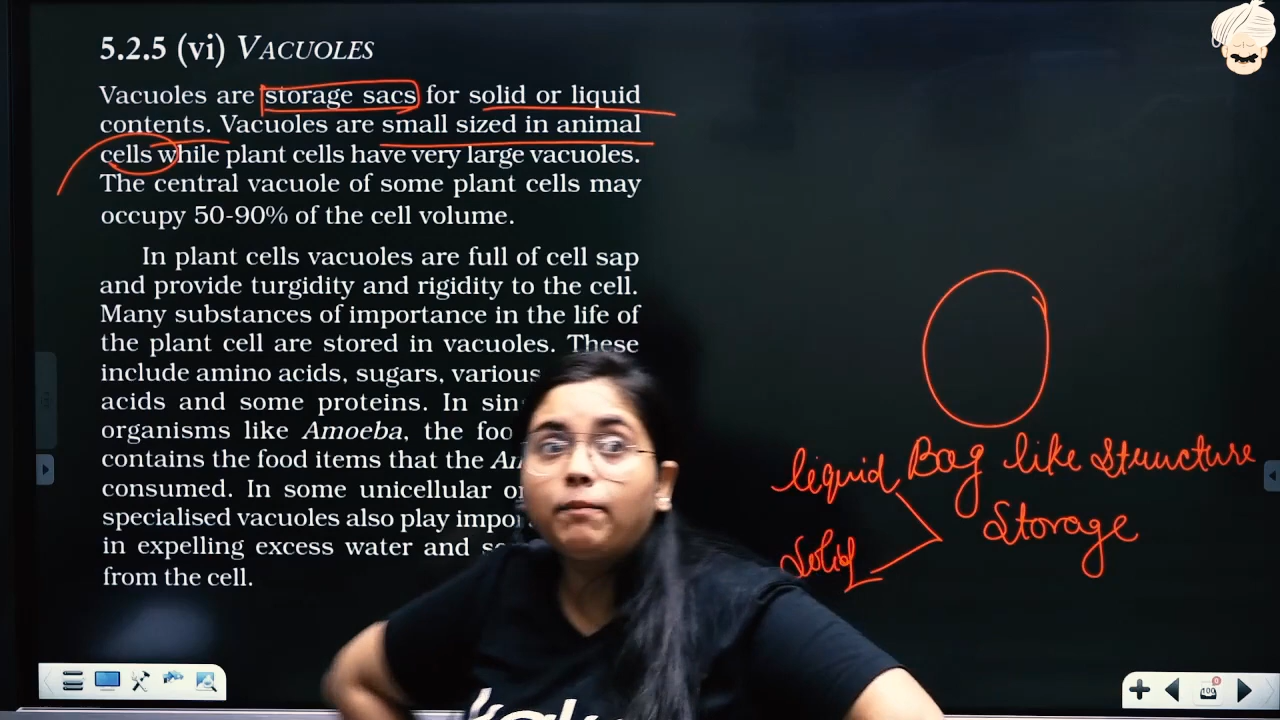 5.2.5 (vi) VACUOLES
Vacuoles are storage sacs for solid or liquid
contents. Vacuoles are small sized in animal
cells while plant cells have very large vacuoles.
The central vacuole of some plant cells may
occupy 50-90% of the cell volume.
In plant cells vacuoles are full of cell sap
and provide turgidity and rigidity to the cell.
Many substances of importance in the life of
the plant cell are stored in vacuoles. These
include amino acids, sugars, various
acids and some proteins. In
organisms like Amoeba, the
contains the food items that the
consumed. In some unicellular
specialised vacuoles also play
in expelling excess water and
from the cell.
liquid Bag like Structure
Solid Storage